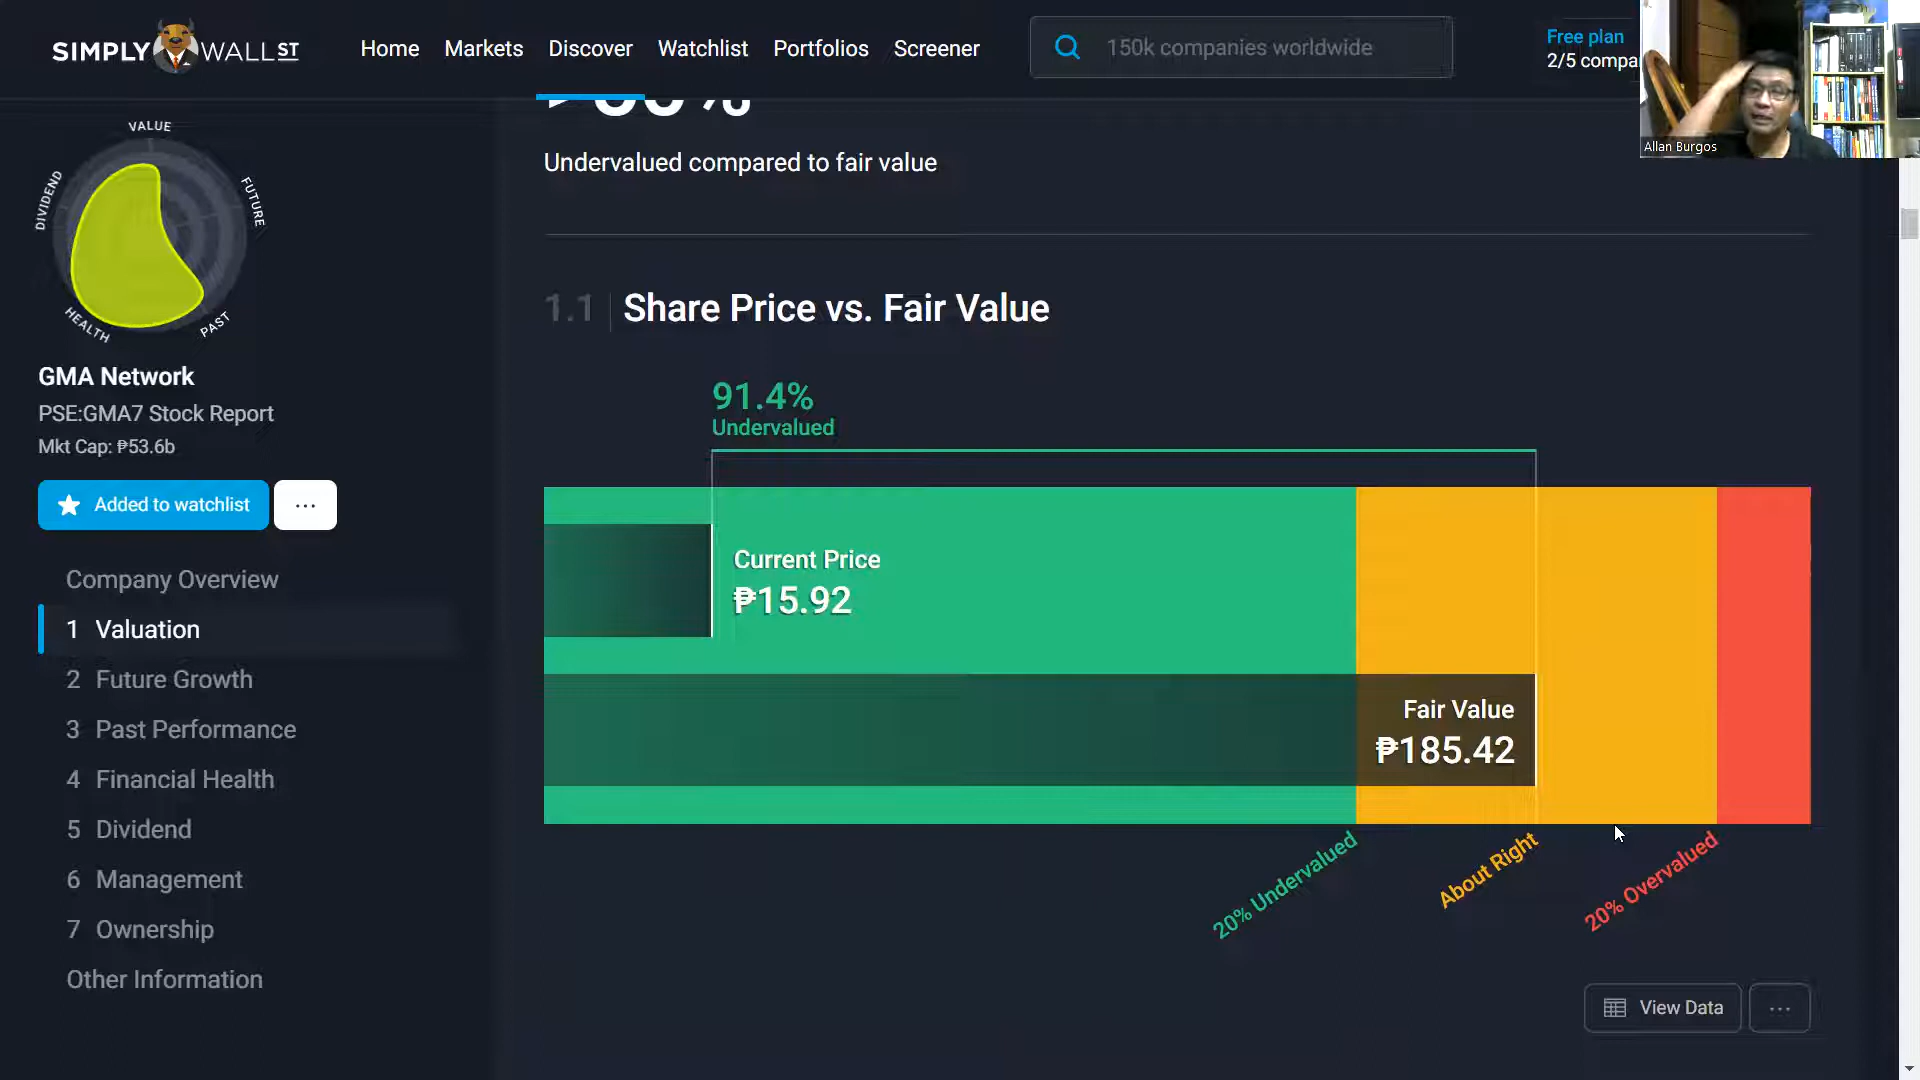 SIMPLY WALL ST
Home Markets Discover Watchlist Portfolios Screener
150k companies worldwide
Free plan
2/5 compa
Allan Burgos
VALUE
FUTURE
PAST
HEALTH
DIVIDEND
GMA Network
PSE:GMA7 Stock Report
Mkt Cap: ₱53.6b
Added to watchlist
...
Company Overview
1 Valuation
2 Future Growth
3 Past Performance
4 Financial Health
5 Dividend
6 Management
7 Ownership
Other Information
Undervalued compared to fair value
1.1 Share Price vs. Fair Value
91.4%
Undervalued
Current Price
₱15.92
Fair Value
₱185.42
20% Undervalued
About Right
20% Overvalued
View Data
...